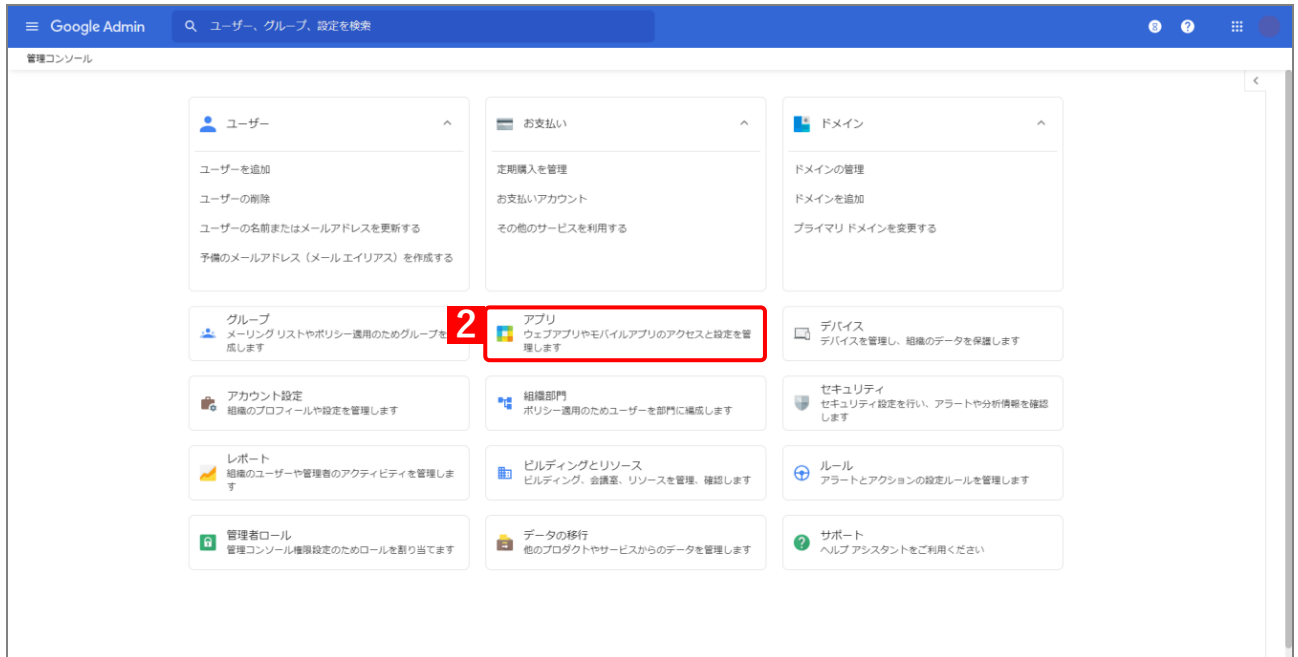 Google Admin
ユーザー、グループ、設定を検索
8
?
管理コンソール
ユーザー
ユーザーを追加
ユーザーの削除
ユーザーの名前またはメールアドレスを更新する
予備のメールアドレス（メール エイリアス）を作成する
お支払い
定期購入を管理
お支払いアカウント
その他のサービスを利用する
ドメイン
ドメインの管理
ドメインを追加
プライマリ ドメインを変更する
グループ
メーリング リストやポリシー適用のためグループを
成します
2
アプリ
ウェブアプリやモバイルアプリのアクセスと設定を管
理します
デバイス
デバイスを管理し、組織のデータを保護します
アカウント設定
組織のプロフィールや設定を管理します
組織部門
ポリシー適用のためユーザーを部門に編成します
セキュリティ
セキュリティ設定を行い、アラートや分析情報を確認
します
レポート
組織のユーザーや管理者のアクティビティを管理しま
す
ビルディングとリソース
ビルディング、会議室、リソースを管理、確認します
ルール
アラートとアクションの設定ルールを管理します
管理者ロール
管理コンソール権限設定のためロールを割り当てます
データの移行
他のプロダクトやサービスからのデータを管理します
サポート
ヘルプ アシスタントをご利用ください